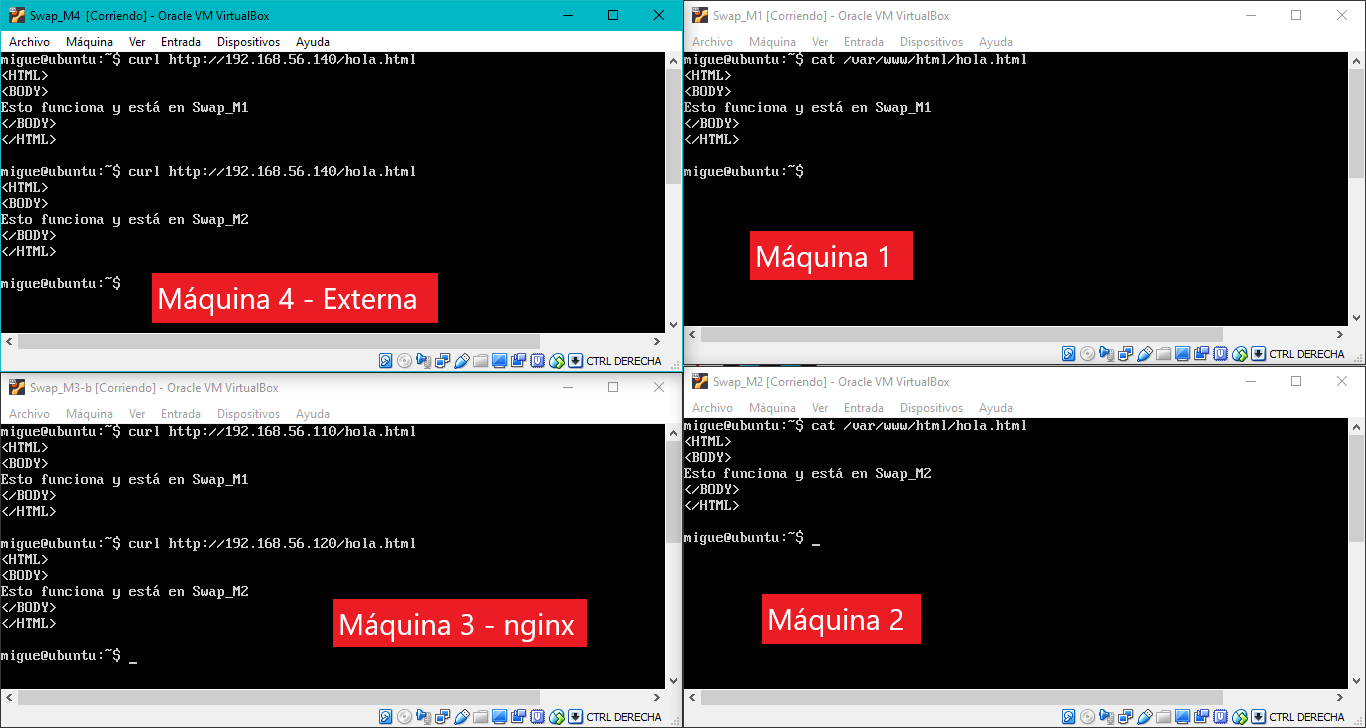 Swap_M4 [Corriendo] - Oracle VM VirtualBox
Archivo Máquina Ver Entrada Dispositivos Ayuda
migue@ubuntu:~$ curl http://192.168.56.140/hola.html
<HTML>
<BODY>
Esto funciona y está en Swap_M1
</BODY>
</HTML>
migue@ubuntu:~$ curl http://192.168.56.140/hola.html
<HTML>
<BODY>
Esto funciona y está en Swap_M2
</BODY>
</HTML>
migue@ubuntu:~$
Máquina 4 - Externa
CTRL DERECHA
Swap_M1 [Corriendo] - Oracle VM VirtualBox
Archivo Máquina Ver Entrada Dispositivos Ayuda
migue@ubuntu:~$ cat /var/www/html/hola.html
<HTML>
<BODY>
Esto funciona y está en Swap_M1
</BODY>
</HTML>
migue@ubuntu:~$
Máquina 1
CTRL DERECHA
Swap_M3-b [Corriendo] - Oracle VM VirtualBox
Archivo Máquina Ver Entrada Dispositivos Ayuda
migue@ubuntu:~$ curl http://192.168.56.110/hola.html
<HTML>
<BODY>
Esto funciona y está en Swap_M1
</BODY>
</HTML>
migue@ubuntu:~$ curl http://192.168.56.120/hola.html
<HTML>
<BODY>
Esto funciona y está en Swap_M2
</BODY>
</HTML>
migue@ubuntu:~$ _
Máquina 3 - nginx
CTRL DERECHA
Swap_M2 [Corriendo] - Oracle VM VirtualBox
Archivo Máquina Ver Entrada Dispositivos Ayuda
migue@ubuntu:~$ cat /var/www/html/hola.html
<HTML>
<BODY>
Esto funciona y está en Swap_M2
</BODY>
</HTML>
migue@ubuntu:~$ _
Máquina 2
CTRL DERECHA